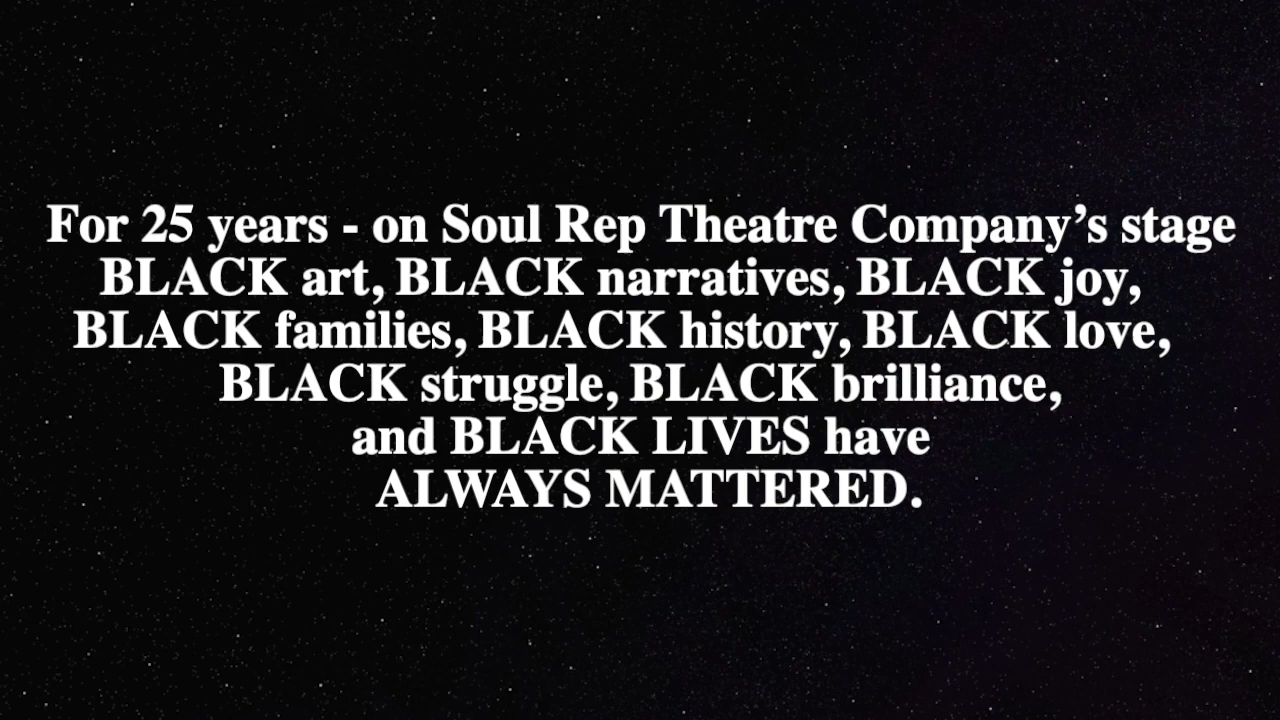 For 25 years - on Soul Rep Theatre Company’s stage
BLACK art, BLACK narratives, BLACK joy,
BLACK families, BLACK history, BLACK love,
BLACK struggle, BLACK brilliance,
and BLACK LIVES have
ALWAYS MATTERED.